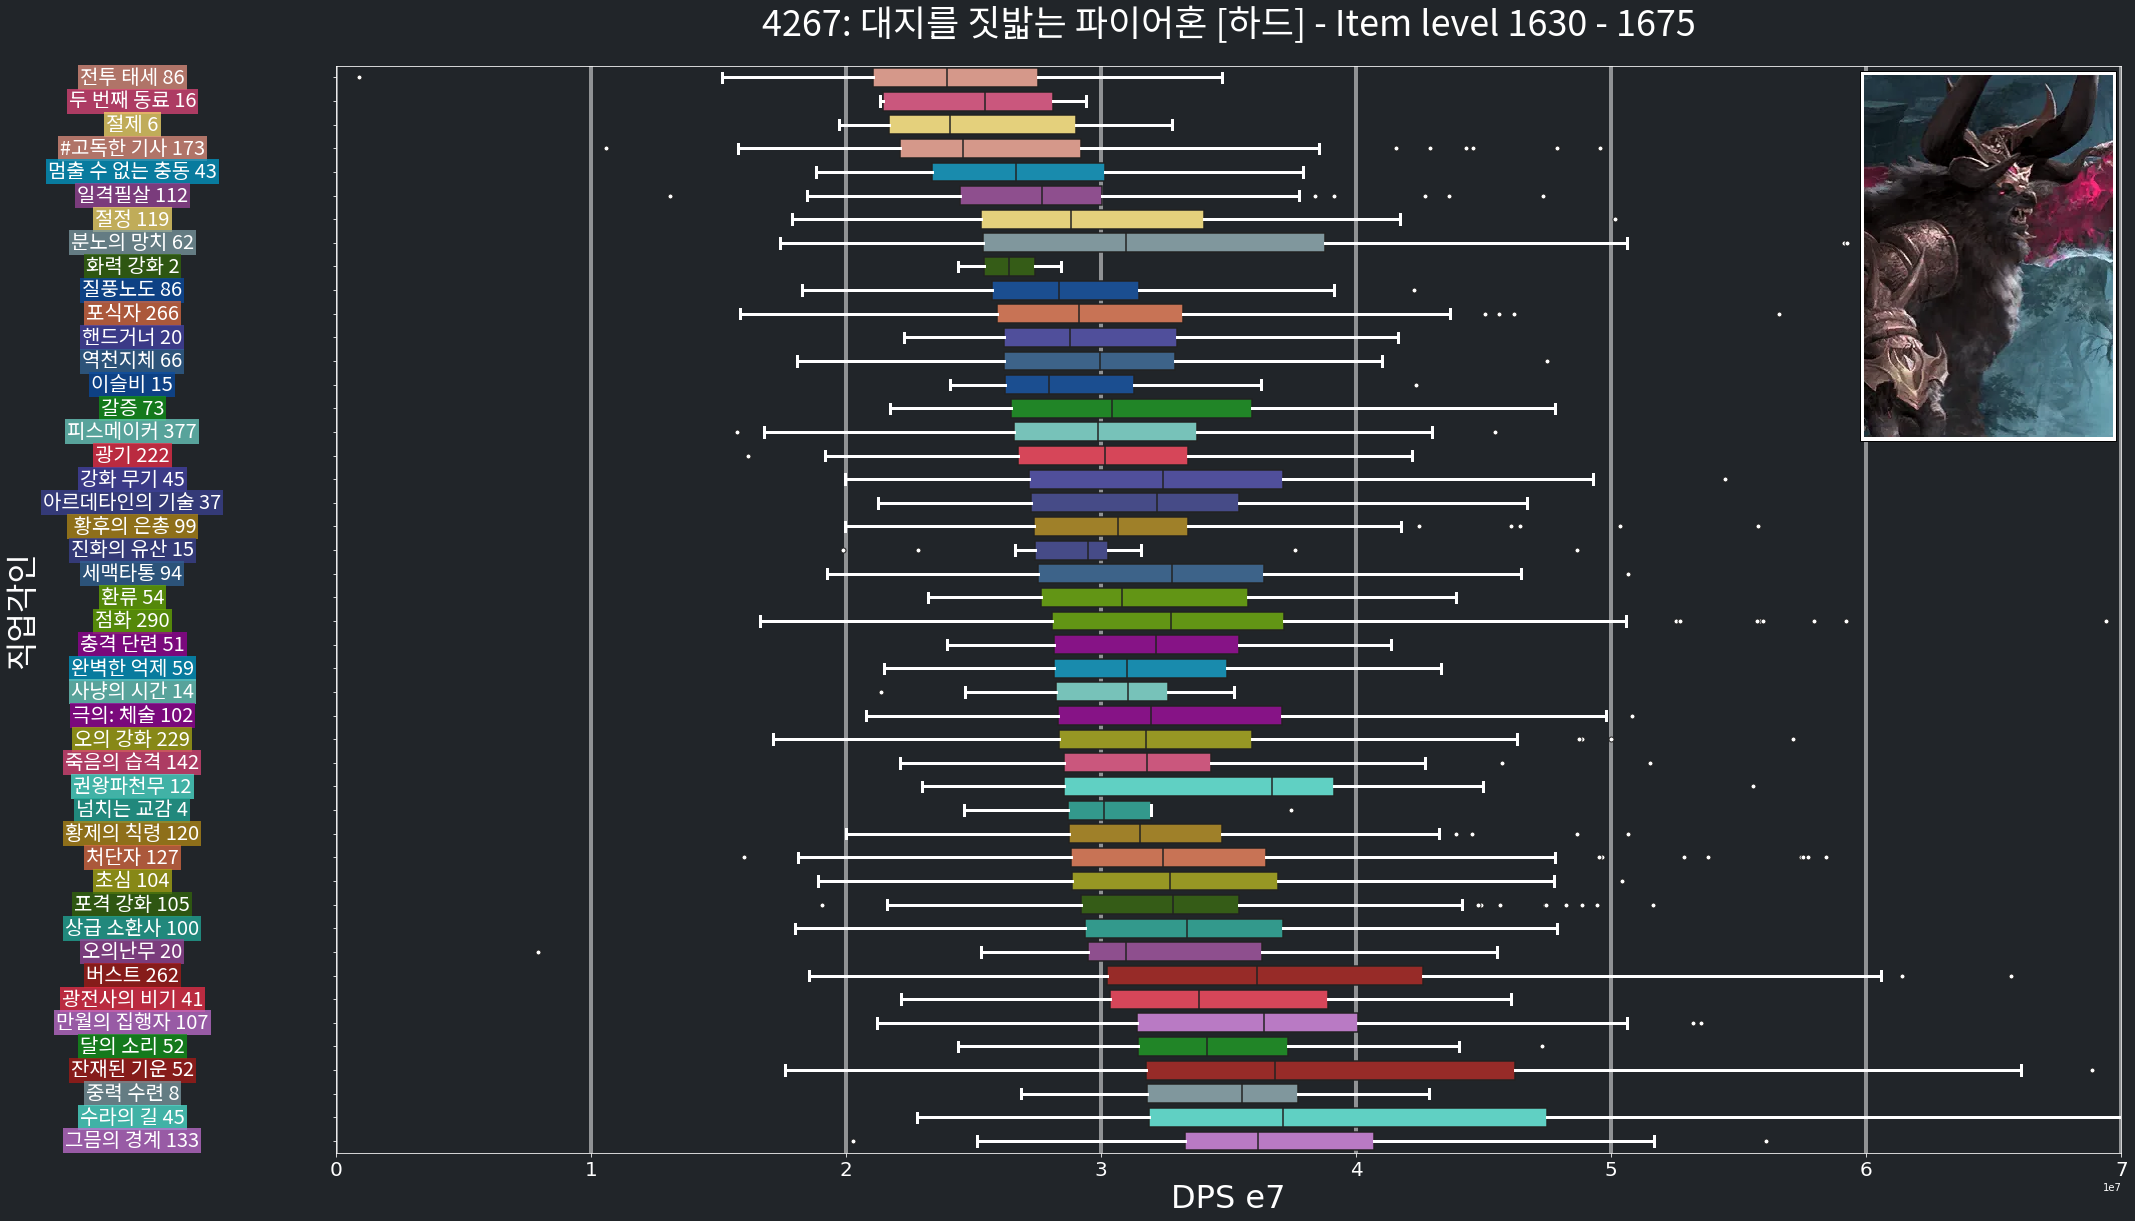 4267: 대지를 짓밟는 파이어혼 [하드] - Item level 1630 - 1675
전투 태세 86
두 번째 동료 16
절제 6
#고독한 기사 173
멈출 수 없는 충동 43
일격필살 112
절정 119
분노의 망치 62
화력 강화 2
질풍노도 86
포식자 266
핸드거너 20
역천지체 66
이슬비 15
갈증 73
피스메이커 377
광기 222
강화 무기 45
아르데타인의 기술 37
황후의 은총 99
진화의 유산 15
세맥타통 94
환류 54
점화 290
충격 단련 51
완벽한 억제 59
사냥의 시간 14
극의: 체술 102
오의 강화 229
죽음의 습격 142
권왕파천무 12
넘치는 교감 4
황제의 칙령 120
처단자 127
초심 104
포격 강화 105
상급 소환사 100
오의난무 20
버스트 262
광전사의 비기 41
만월의 집행자 107
달의 소리 52
잔재된 기운 52
중력 수련 8
수라의 길 45
그믐의 경계 133
직업각인
0 1 2 3 4 5 6 7
1e7
DPS e7